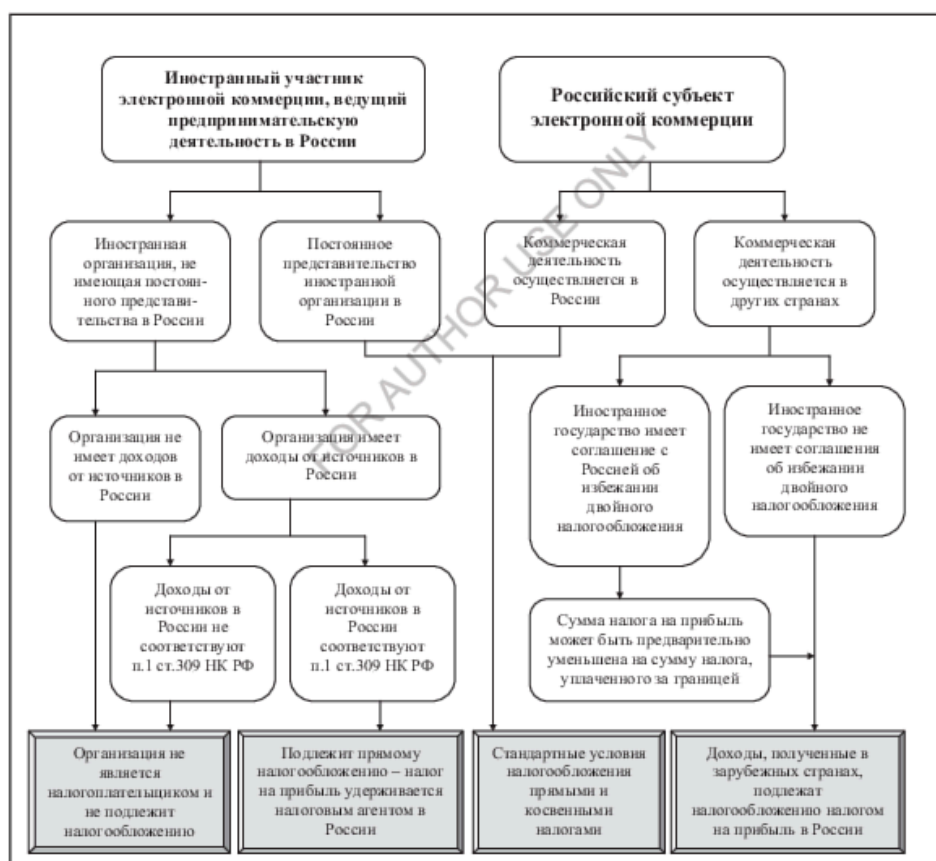 Иностранный участник
электронной коммерции, ведущий
предпринимательскую
деятельность в России
Российский субъект
электронной коммерции
Иностранная
организация, не
имеющая постоян-
ного представи-
тельства в России
Постоянное
представительство
иностранной
организации в
России
Коммерческая
деятельность
осуществляется в
России
Коммерческая
деятельность
осуществляется в
других странах
Организация не
имеет доходов
от источников в
России
Организация имеет
доходы от источников в
России
Иностранное
государство имеет
соглашение с
Россией об
избежании
двойного
налогообложения
Иностранное
государство не
имеет соглашения
об избежании
двойного
налогообложения
Доходы от
источников в
России не
соответствуют
п.1 ст.309 НК РФ
Доходы от
источников в
России
соответствуют
п.1 ст.309 НК РФ
Сумма налога на прибыль
может быть предварительно
уменьшена на сумму налога,
уплаченного за границей
Организация не
является
налогоплательщиком и
не подлежит
налогообложению
Подлежит прямому
налогообложению – налог
на прибыль удерживается
налоговым агентом в
России
Стандартные условия
налогообложения
прямыми и
косвенными
налогами
Доходы, полученные в
зарубежных странах,
подлежат
налогообложению налогом
на прибыль в России
FOR AUTHOR USE ONLY